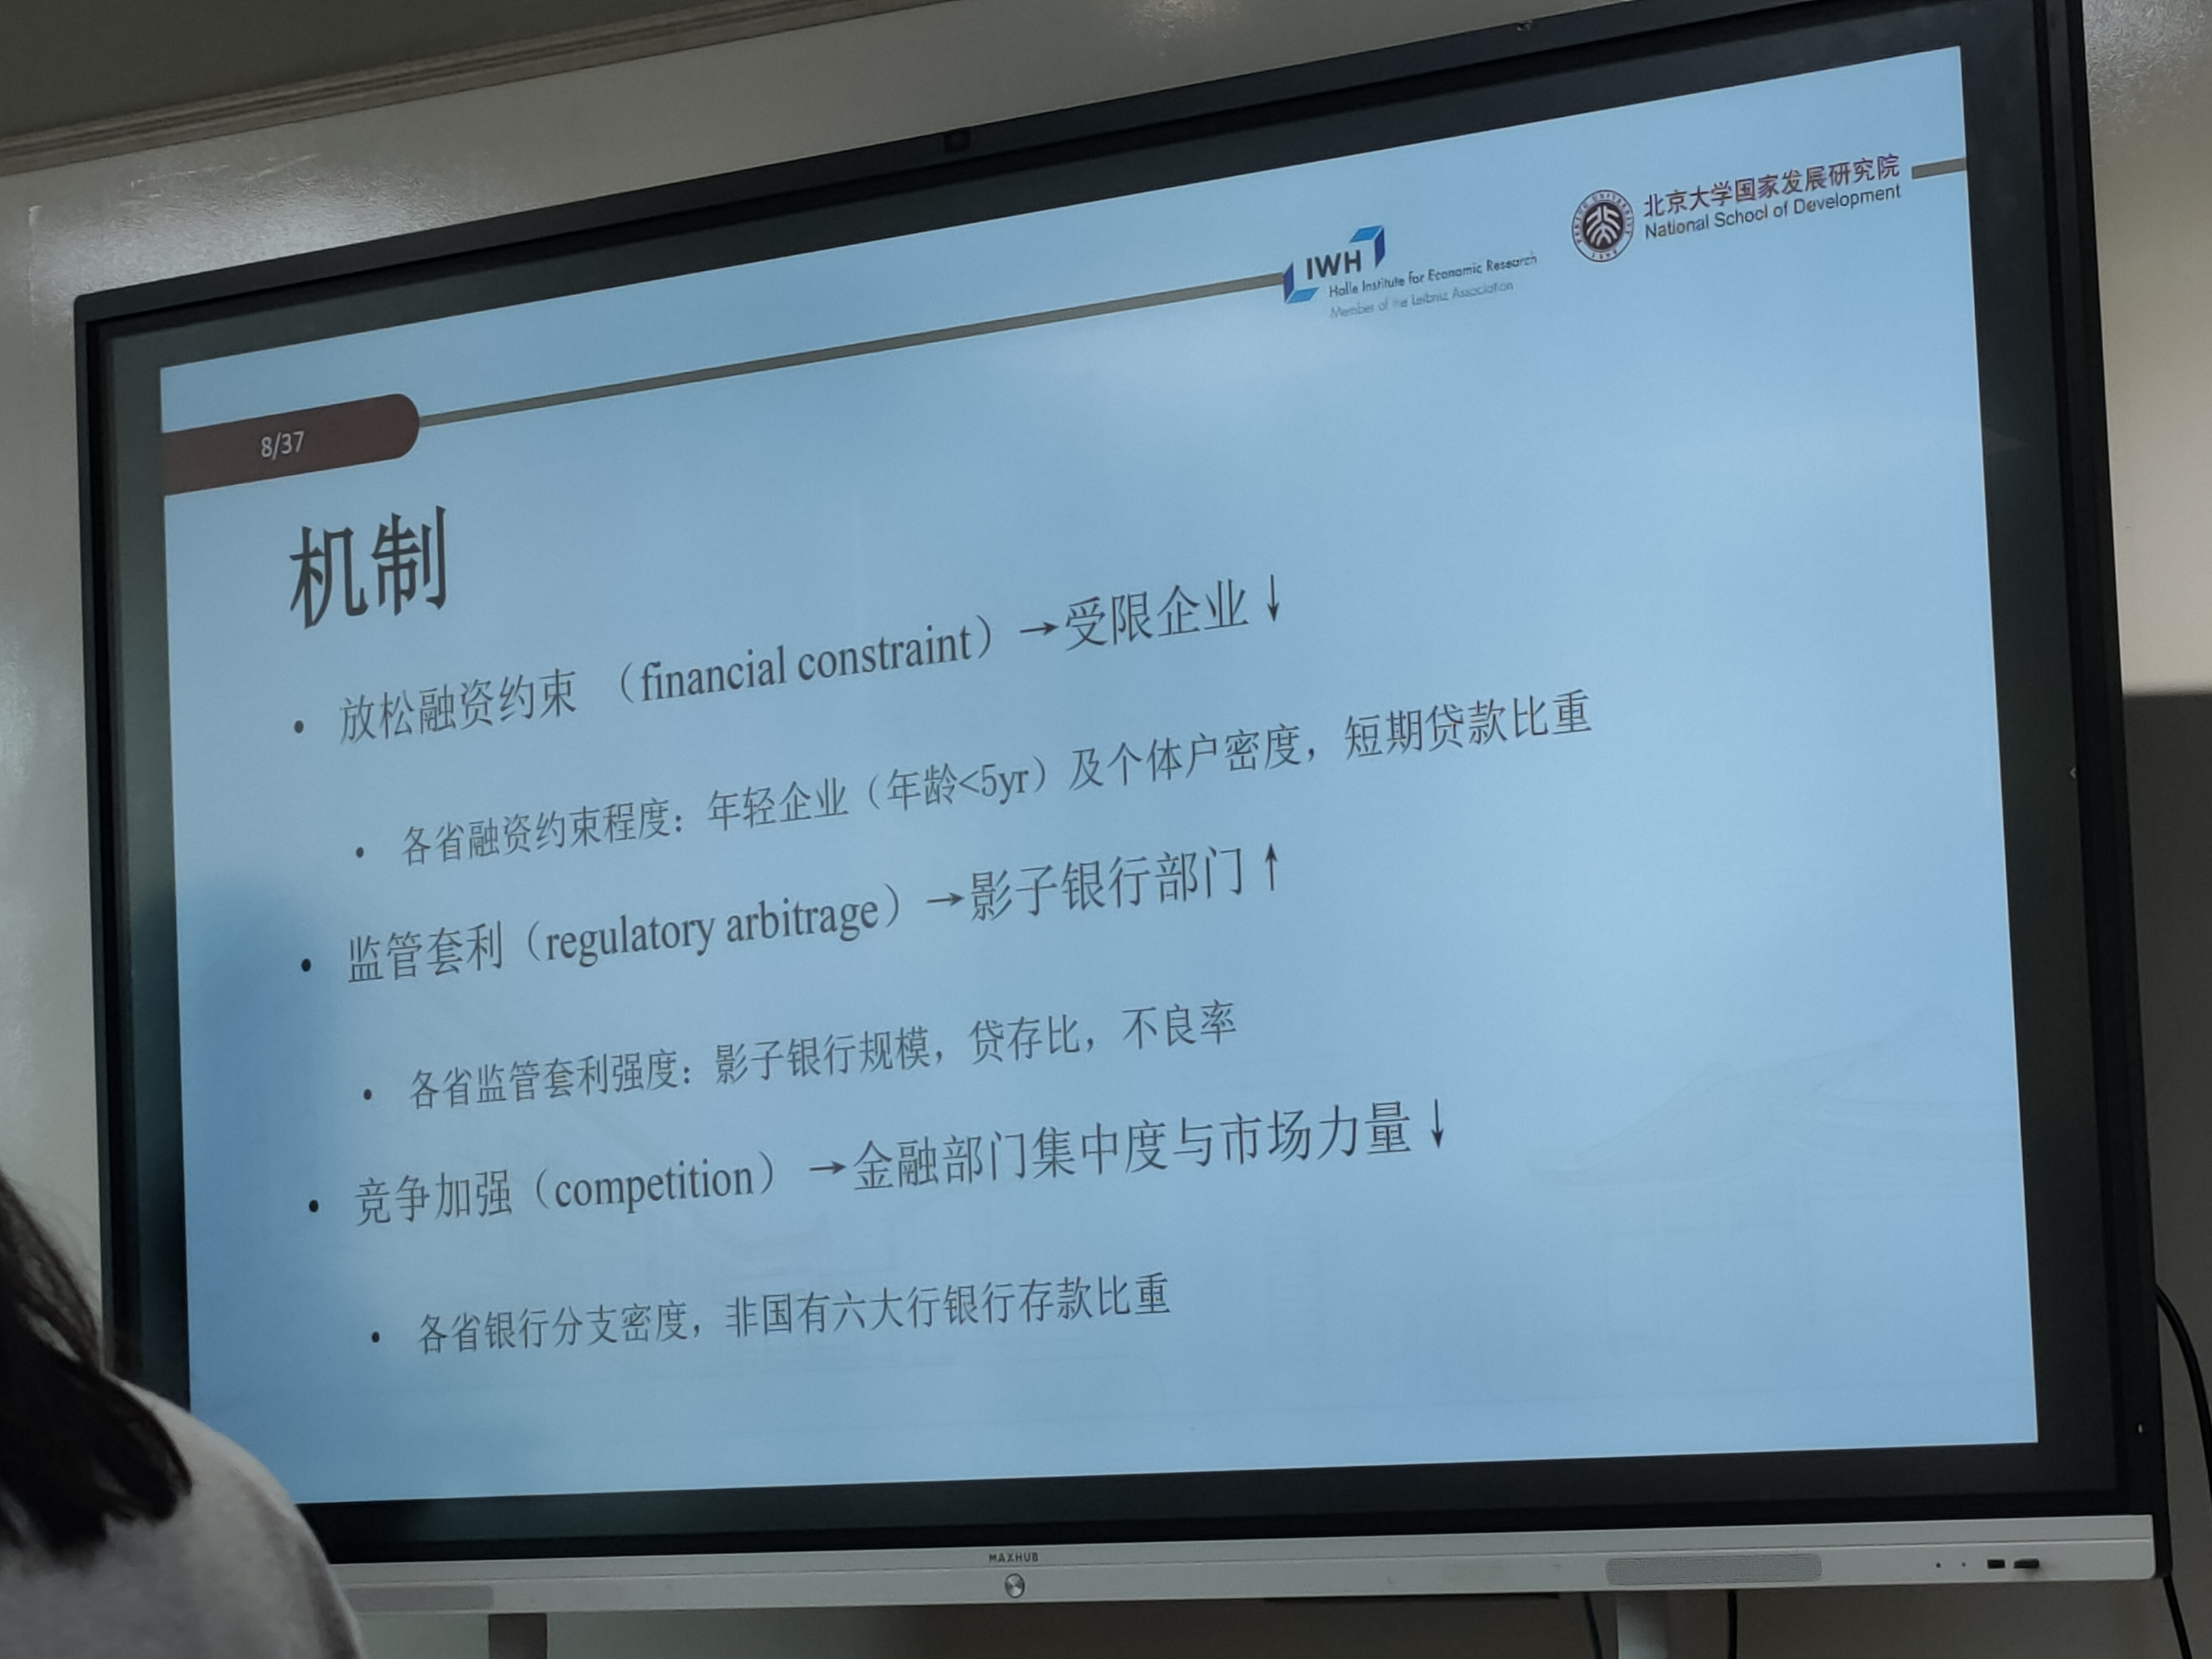 IWH
Halle Institute for Economic Research
Member of the Leibniz Association
北京大学国家发展研究院
National School of Development
8/37
机制
• 放松融资约束 （financial constraint）→受限企业↓
• 各省融资约束程度：年轻企业（年龄<5yr）及个体户密度，短期贷款比重
• 监管套利（regulatory arbitrage）→影子银行部门↑
• 各省监管套利强度：影子银行规模，贷存比，不良率
• 竞争加强（competition）→金融部门集中度与市场力量↓
• 各省银行分支密度，非国有六大行银行存款比重
MAXHUB